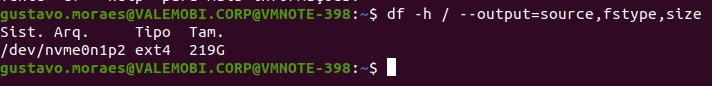 gustavo.moraes@VALEMOBI.CORP@VMNOTE-398:~$ df -h / --output=source,fstype,size
Sist. Arq.     Tipo  Tam.
/dev/nvme0n1p2 ext4  219G
gustavo.moraes@VALEMOBI.CORP@VMNOTE-398:~$